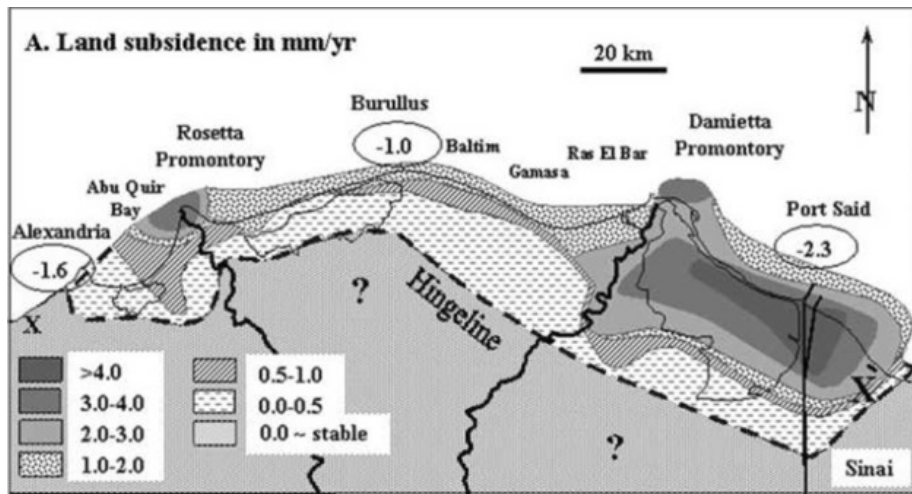 A. Land subsidence in mm/yr
20 km
N
Burullus
-1.0
Rosetta
Promontory
Baltim
Gamasa
Ras El Bar
Damietta
Promontory
Abu Quir
Bay
Alexandria
-1.6
Port Said
-2.3
X
?
Hingeline
?
Y
>4.0
3.0-4.0
2.0-3.0
1.0-2.0
0.5-1.0
0.0-0.5
0.0 ~ stable
Sinai